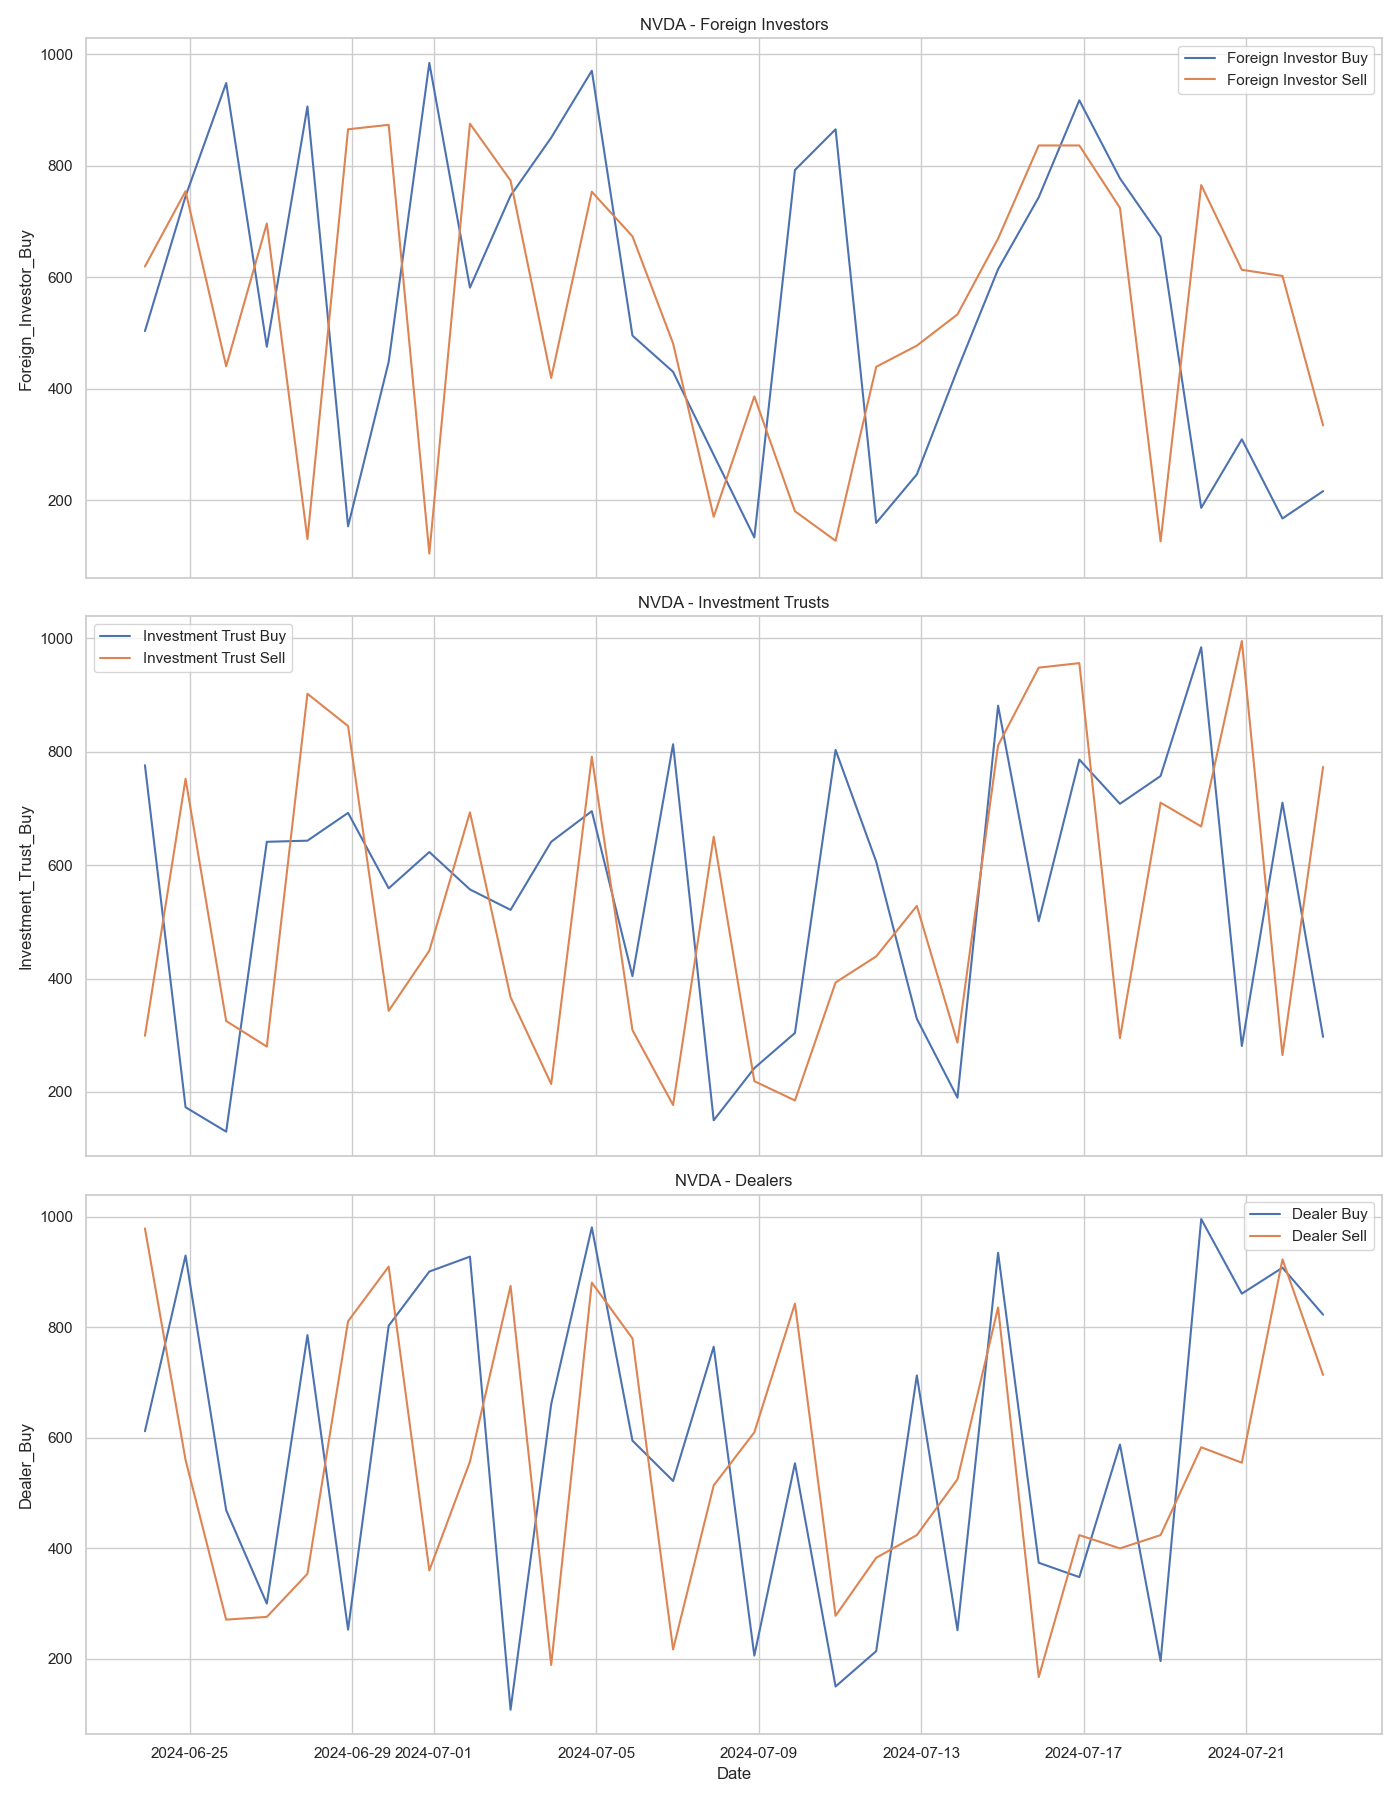 NVDA - Foreign Investors
Foreign_Investor_Buy
1000
800
600
400
200
Foreign Investor Buy
Foreign Investor Sell
NVDA - Investment Trusts
Investment_Trust_Buy
1000
800
600
400
200
Investment Trust Buy
Investment Trust Sell
NVDA - Dealers
Dealer_Buy
1000
800
600
400
200
Dealer Buy
Dealer Sell
2024-06-25 2024-06-29 2024-07-01 2024-07-05 2024-07-09 2024-07-13 2024-07-17 2024-07-21
Date